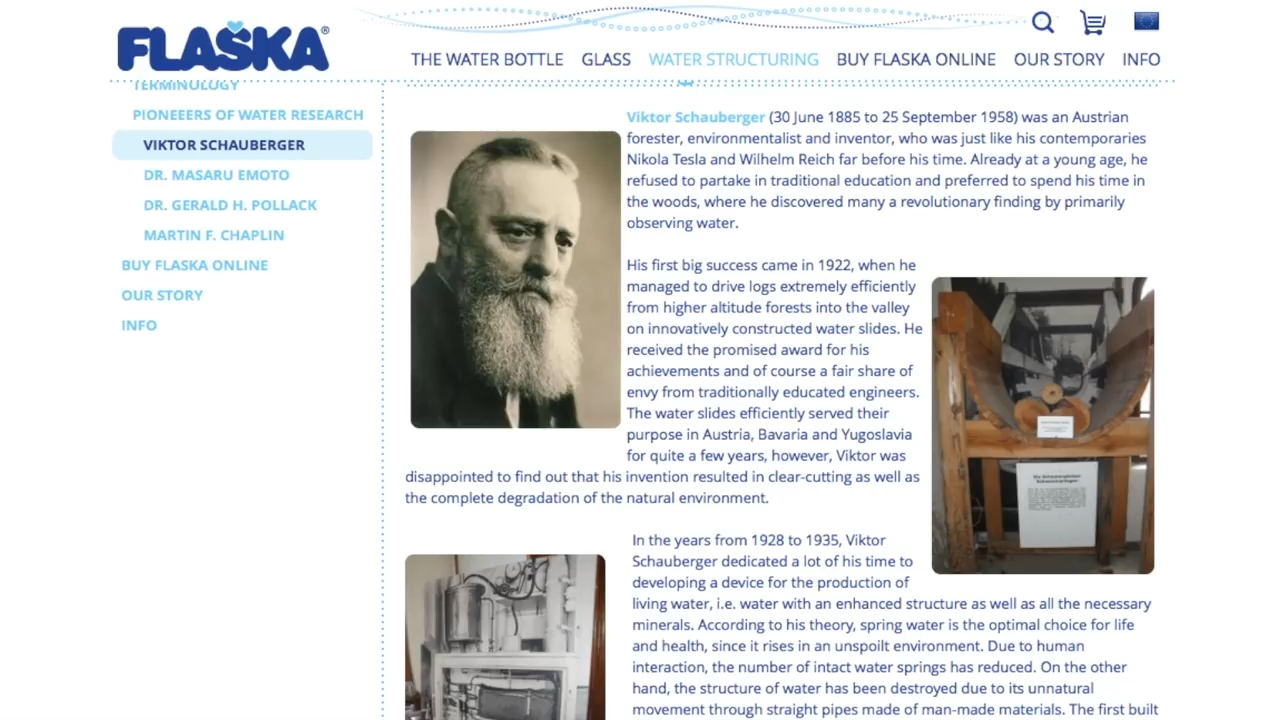 FLAŠKA®
THE WATER BOTTLE GLASS WATER STRUCTURING BUY FLASKA ONLINE OUR STORY INFO
TERMINOLOGY
PIONEEERS OF WATER RESEARCH
VIKTOR SCHAUBERGER
DR. MASARU EMOTO
DR. GERALD H. POLLACK
MARTIN F. CHAPLIN
BUY FLASKA ONLINE
OUR STORY
INFO
Viktor Schauberger (30 June 1885 to 25 September 1958) was an Austrian
forester, environmentalist and inventor, who was just like his contemporaries
Nikola Tesla and Wilhelm Reich far before his time. Already at a young age, he
refused to partake in traditional education and preferred to spend his time in
the woods, where he discovered many a revolutionary finding by primarily
observing water.
His first big success came in 1922, when he
managed to drive logs extremely efficiently
from higher altitude forests into the valley
on innovatively constructed water slides. He
received the promised award for his
achievements and of course a fair share of
envy from traditionally educated engineers.
The water slides efficiently served their
purpose in Austria, Bavaria and Yugoslavia
for quite a few years, however, Viktor was
disappointed to find out that his invention resulted in clear-cutting as well as
the complete degradation of the natural environment.
In the years from 1928 to 1935, Viktor
Schauberger dedicated a lot of his time to
developing a device for the production of
living water, i.e. water with an enhanced structure as well as all the necessary
minerals. According to his theory, spring water is the optimal choice for life
and health, since it rises in an unspoilt environment. Due to human
interaction, the number of intact water springs has reduced. On the other
hand, the structure of water has been destroyed due to its unnatural
movement through straight pipes made of man-made materials. The first built